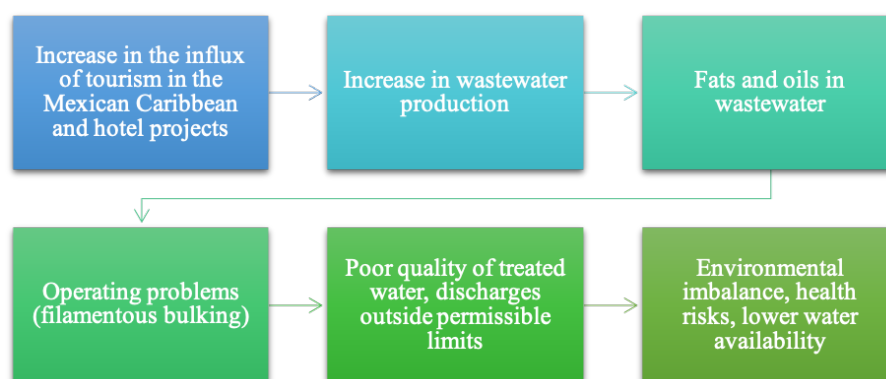 Increase in the influx
of tourism in the
Mexican Caribbean
and hotel projects
Increase in wastewater
production
Fats and oils in
wastewater
Operating problems
(filamentous bulking)
Poor quality of treated
water, discharges
outside permissible
limits
Environmental
imbalance, health
risks, lower water
availability